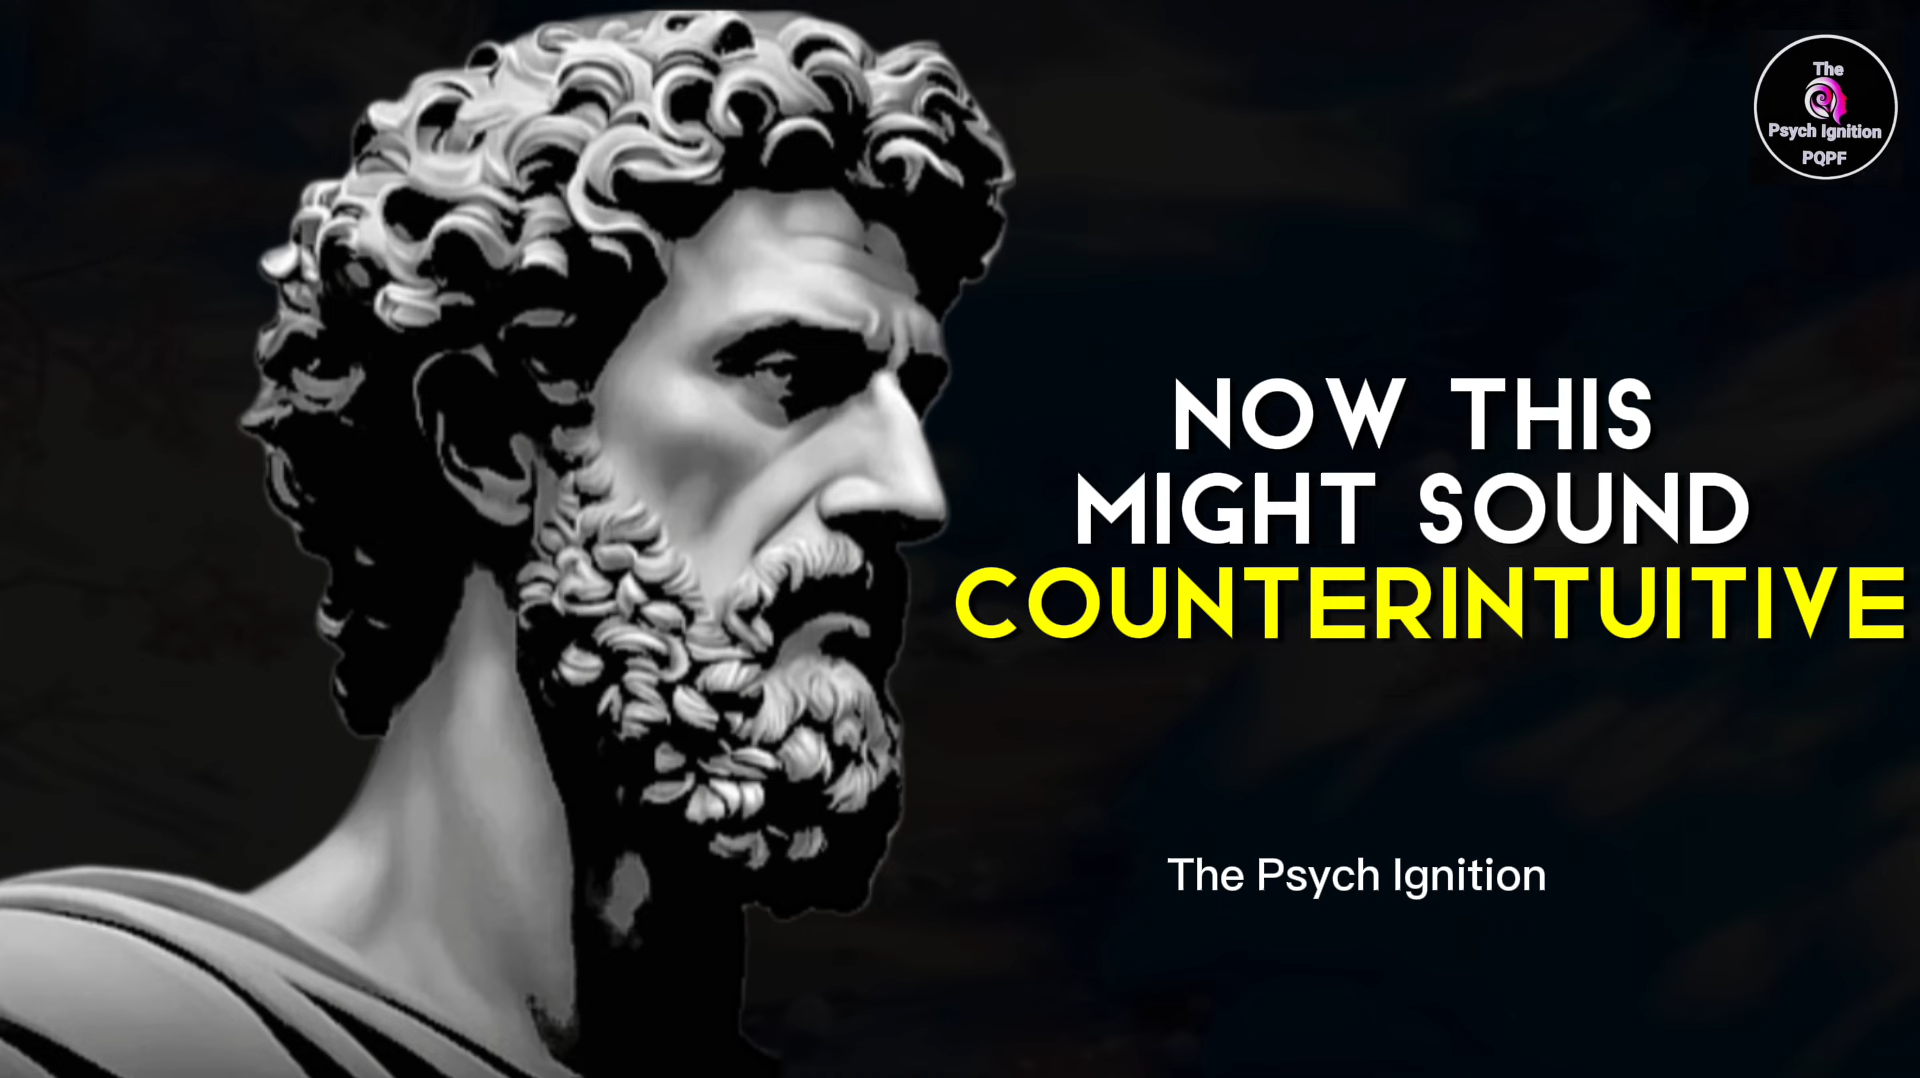 The
Psych Ignition
PQPF
NOW THIS
MIGHT SOUND
COUNTERINTUITIVE
The Psych Ignition